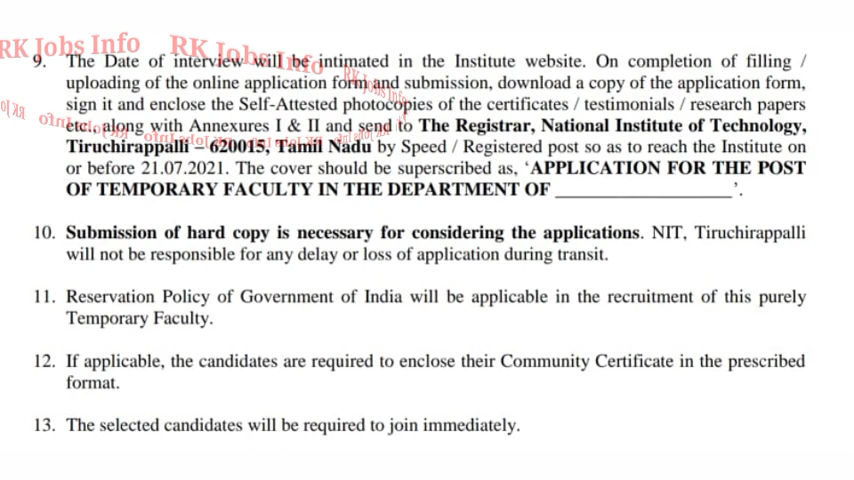 RK Jobs Info RK Jobs Info
9. The Date of interview will be intimated in the Institute website. On completion of filling /
uploading of the online application form and submission, download a copy of the application form,
sign it and enclose the Self-Attested photocopies of the certificates / testimonials / research papers
etc., along with Annexures I & II and send to The Registrar, National Institute of Technology,
Tiruchirappalli – 620015, Tamil Nadu by Speed / Registered post so as to reach the Institute on
or before 21.07.2021. The cover should be superscribed as, ‘APPLICATION FOR THE POST
OF TEMPORARY FACULTY IN THE DEPARTMENT OF ___________________’.
10. Submission of hard copy is necessary for considering the applications. NIT, Tiruchirappalli
will not be responsible for any delay or loss of application during transit.
11. Reservation Policy of Government of India will be applicable in the recruitment of this purely
Temporary Faculty.
12. If applicable, the candidates are required to enclose their Community Certificate in the prescribed
format.
13. The selected candidates will be required to join immediately.